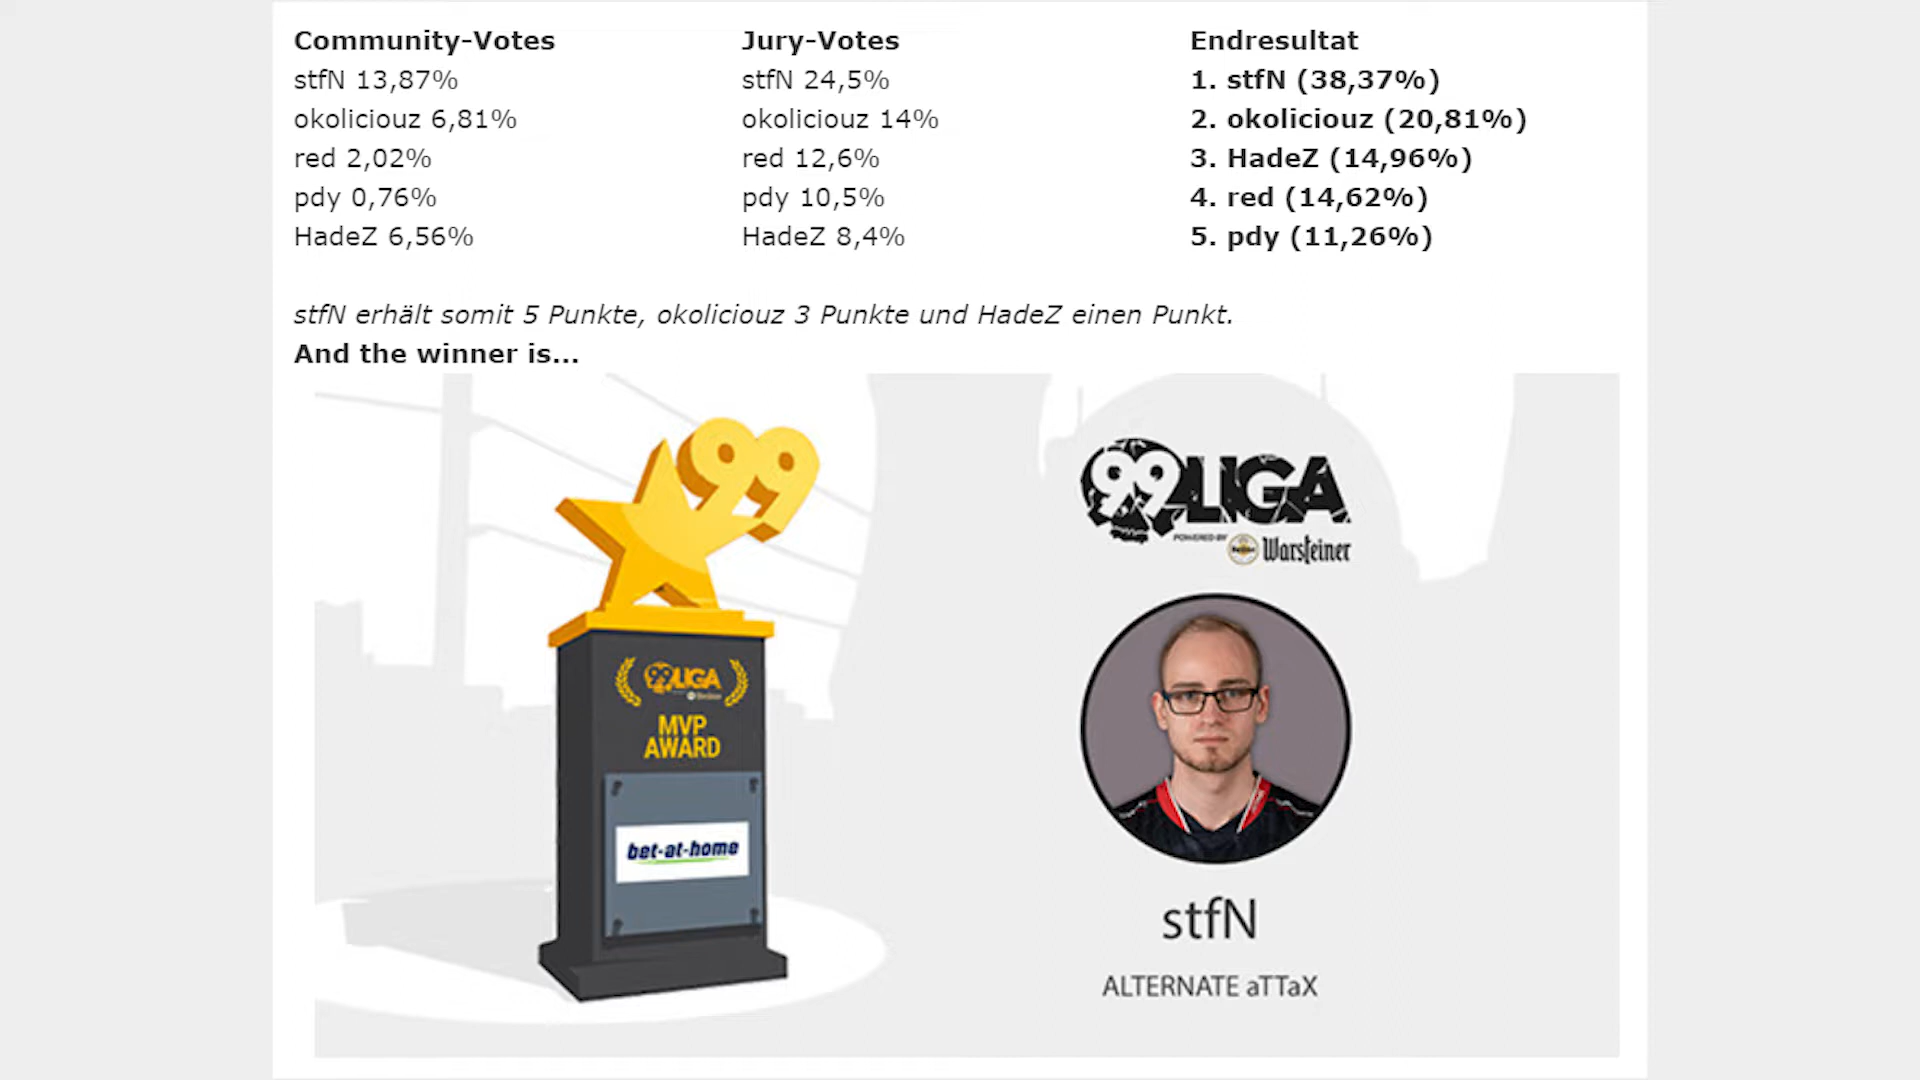 Community-Votes
stfN 13,87%
okoliciouz 6,81%
red 2,02%
pdy 0,76%
HadeZ 6,56%
Jury-Votes
stfN 24,5%
okoliciouz 14%
red 12,6%
pdy 10,5%
HadeZ 8,4%
Endresultat
1. stfN (38,37%)
2. okoliciouz (20,81%)
3. HadeZ (14,96%)
4. red (14,62%)
5. pdy (11,26%)
stfN erhält somit 5 Punkte, okoliciouz 3 Punkte und HadeZ einen Punkt.
And the winner is...
99
99LIGA
MVP
AWARD
bet-at-home
99LIGA
POWERED BY
Warsteiner
stfN
ALTERNATE aTTaX